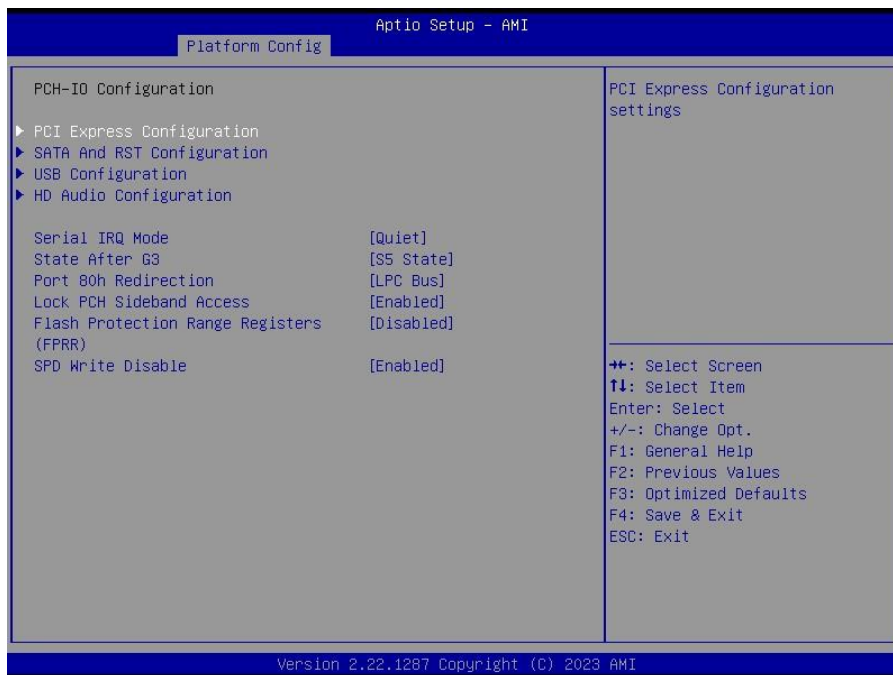 Aptio Setup – AMI
Platform Config
PCH-IO Configuration
PCI Express Configuration
SATA And RST Configuration
USB Configuration
HD Audio Configuration
Serial IRQ Mode [Quiet]
State After G3 [S5 State]
Port 80h Redirection [LPC Bus]
Lock PCH Sideband Access [Enabled]
Flash Protection Range Registers [Disabled]
(FPRR)
SPD Write Disable [Enabled]
PCI Express Configuration
settings
→←: Select Screen
↑↓: Select Item
Enter: Select
+/-: Change Opt.
F1: General Help
F2: Previous Values
F3: Optimized Defaults
F4: Save & Exit
ESC: Exit
Version 2.22.1287 Copyright (C) 2023 AMI